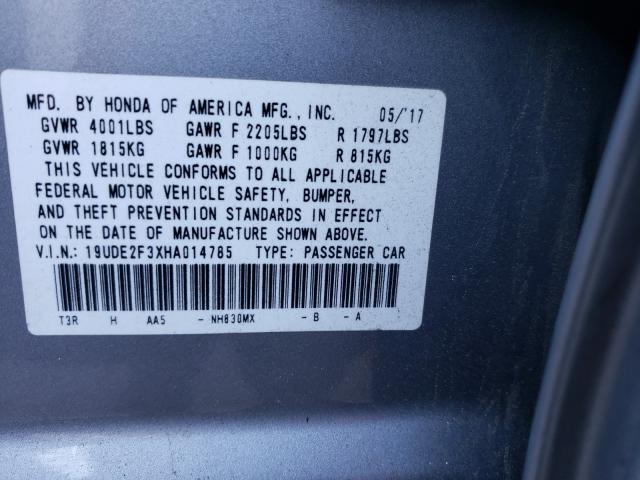 MFD. BY HONDA OF AMERICA MFG., INC. 05/'17
GVWR 4001LBS GAWR F 2205LBS R 1797LBS
GVWR 1815KG GAWR F 1000KG R 815KG
THIS VEHICLE CONFORMS TO ALL APPLICABLE
FEDERAL MOTOR VEHICLE SAFETY, BUMPER,
AND THEFT PREVENTION STANDARDS IN EFFECT
ON THE DATE OF MANUFACTURE SHOWN ABOVE.
V.I.N.: 19UDE2F3XHA014785 TYPE: PASSENGER CAR
T3R H AA5 - NH830MX - B - A